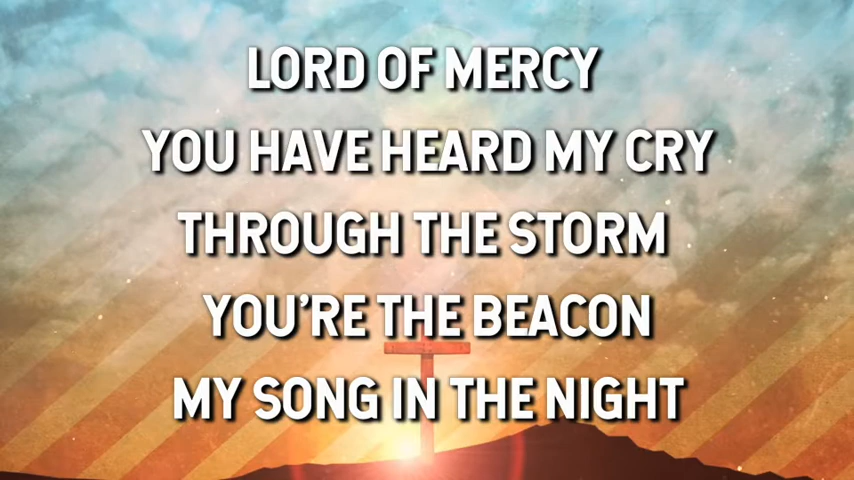 LORD OF MERCY
YOU HAVE HEARD MY CRY
THROUGH THE STORM
YOU'RE THE BEACON
MY SONG IN THE NIGHT